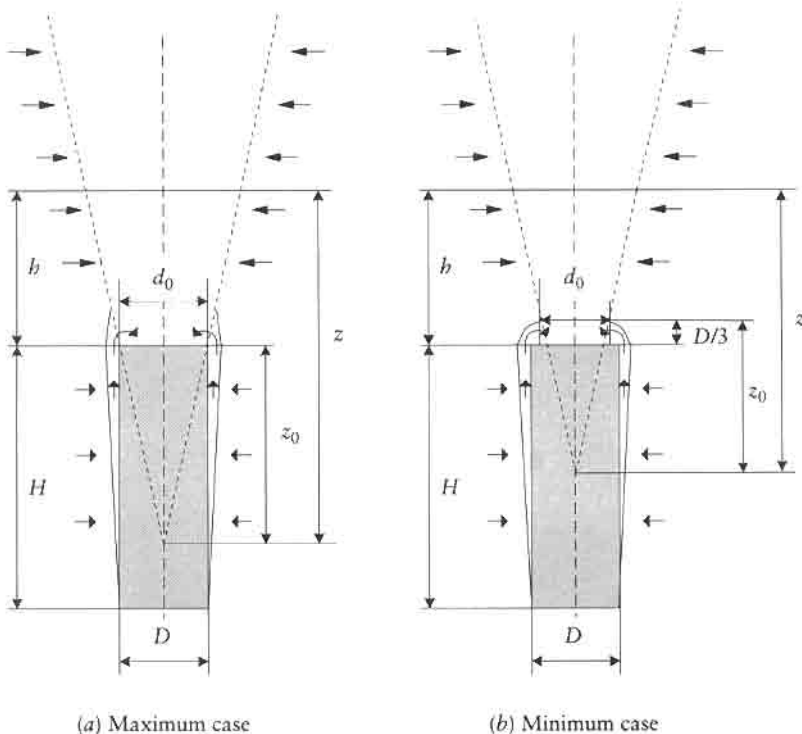 h
d₀
z
z₀
H
D
(a) Maximum case
h
d₀
D/3
z
z₀
H
D
(b) Minimum case